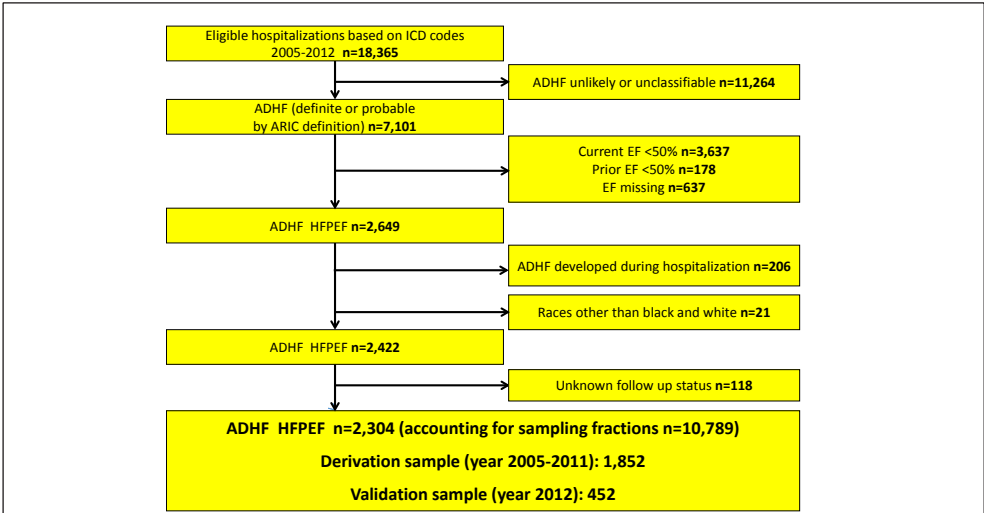 Eligible hospitalizations based on ICD codes
2005-2012 n=18,365
ADHF unlikely or unclassifiable n=11,264
ADHF (definite or probable
by ARIC definition) n=7,101
Current EF <50% n=3,637
Prior EF <50% n=178
EF missing n=637
ADHF HFPEF n=2,649
ADHF developed during hospitalization n=206
Races other than black and white n=21
ADHF HFPEF n=2,422
Unknown follow up status n=118
ADHF HFPEF n=2,304 (accounting for sampling fractions n=10,789)
Derivation sample (year 2005-2011): 1,852
Validation sample (year 2012): 452